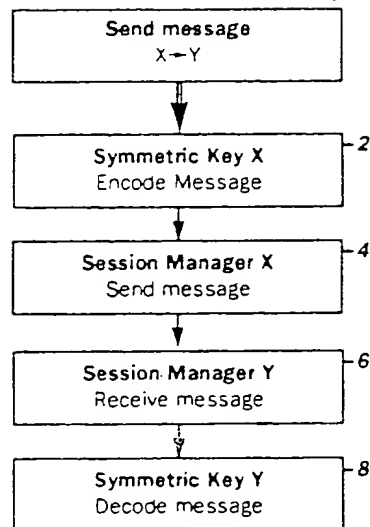 Send message
X→Y
Symmetric Key X
Encode Message
2
Session Manager X
Send message
4
Session Manager Y
Receive message
6
Symmetric Key Y
Decode message
8